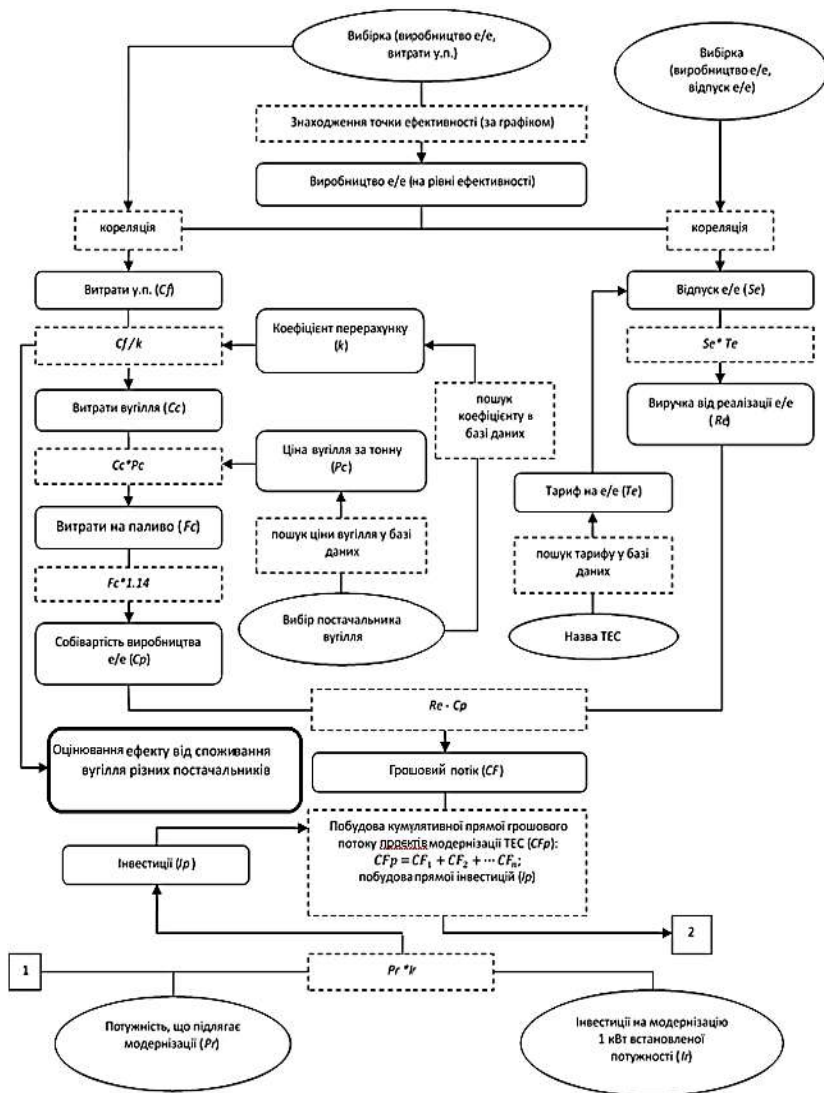 Вибірка (виробництво е/е,
витрати у.п.)
Вибірка
(виробництво е/е,
відпуск е/е)
Знаходження точки ефективності (за графіком)
Виробництво е/е (на рівні ефективності)
кореляція
кореляція
Витрати у.п. (Cf)
Відпуск е/е (Se)
Cf / k
Коефіцієнт перерахунку
(k)
Se* Te
Витрати вугілля (Cc)
пошук
коефіцієнту в
базі даних
Виручка від реалізації е/е
(Re)
Cc*Pc
Ціна вугілля за тонну
(Pc)
Тариф на е/е (Te)
Витрати на паливо (Fc)
пошук ціни вугілля у базі
даних
пошук тарифу у базі
даних
Fc*1.14
Вибір постачальника
вугілля
Назва ТЕС
Собівартість виробництва
е/е (Cp)
Re - Cp
Оцінювання ефекту від споживання
вугілля різних постачальників
Грошовий потік (CF)
Побудова кумулятивної прямої грошового
потоку проєктів модернізації ТЕС (CFp):
CFp = CF₁ + CF₂ + ⋯ CFₙ;
побудова прямої інвестицій (Ip)
Інвестиції (Ip)
2
1
Pr *Ir
Потужність, що підлягає
модернізації (Pr)
Інвестиції на модернізацію
1 кВт встановленої
потужності (Ir)